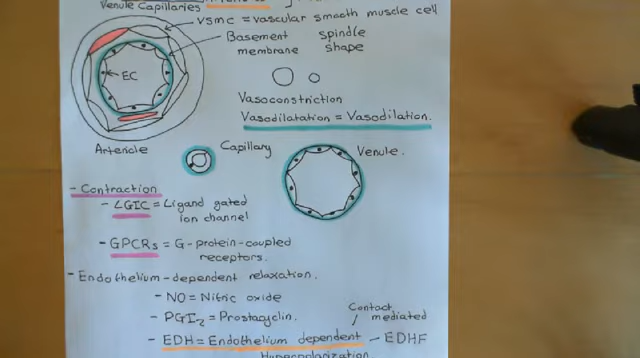 Venule Capillaries
VSMC = vascular smooth muscle cell
Basement spindle
membrane shape
EC
Vasoconstriction
Vasodilatation = Vasodilation.
Arteriole
Capillary
Venule.
- Contraction
- LGIC = Ligand gated
ion channel
- GPCRs = G-protein-coupled
receptors.
- Endothelium-dependent relaxation.
- NO = Nitric oxide
- PGI2 = Prostacyclin.
Contact
mediated
- EDH = Endothelium dependent - EDHF
Hyperpolarization